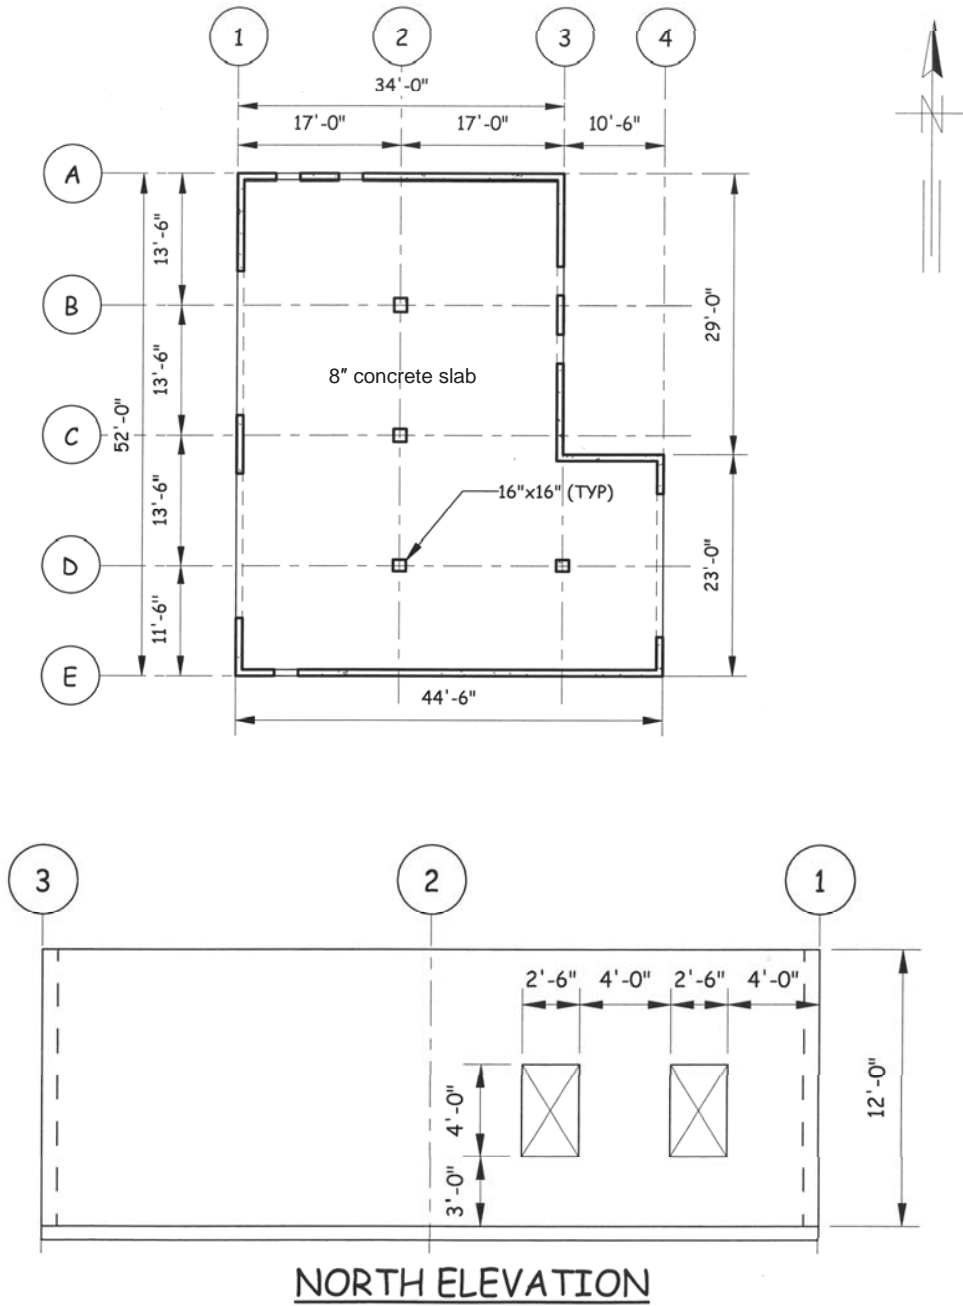 1 2 3 4
34'-0"
17'-0" 17'-0" 10'-6"
N
A
13'-6"
B
29'-0"
13'-6"
8″ concrete slab
52'-0"
C
13'-6"
16"x16" (TYP)
D
23'-0"
11'-6"
E
44'-6"
3 2 1
2'-6" 4'-0" 2'-6" 4'-0"
4'-0"
12'-0"
3'-0"
NORTH ELEVATION